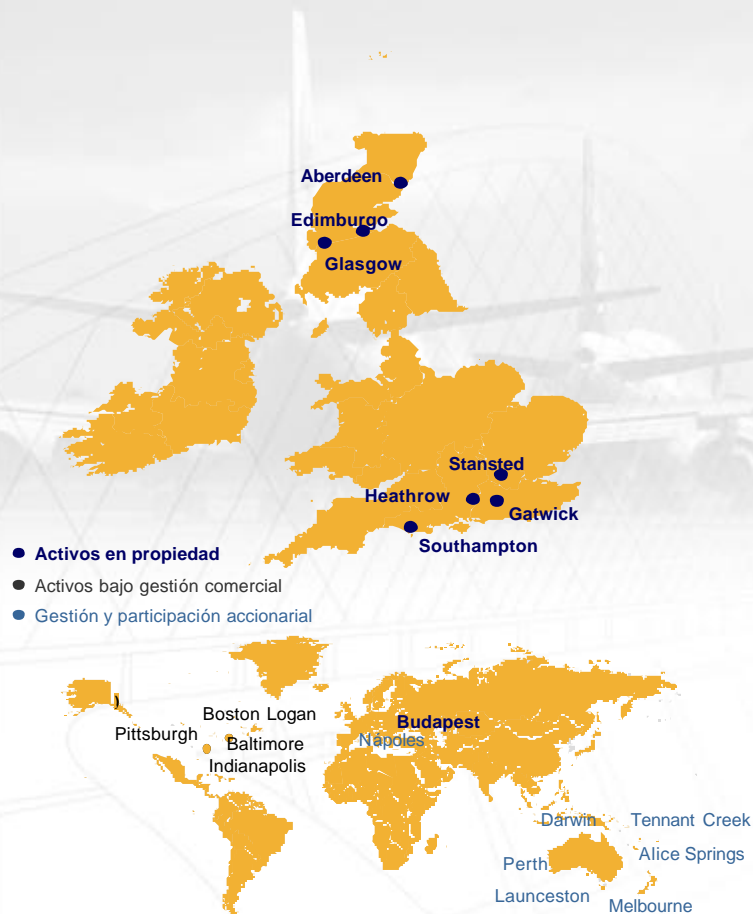 Aberdeen
Edimburgo
Glasgow
Stansted
Heathrow
Gatwick
Southampton
Activos en propiedad
Activos bajo gestión comercial
Gestión y participación accionarial
Boston Logan
Pittsburgh
Baltimore
Indianapolis
Budapest
Nápoles
Darwin
Tennant Creek
Alice Springs
Perth
Launceston
Melbourne